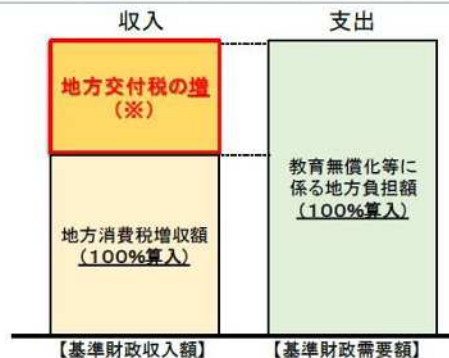 収入
支出
地方交付税の増
（※）
地方消費税増収額
（100%算入）
教育無償化等に
係る地方負担額
（100%算入）
【基準財政収入額】
【基準財政需要額】